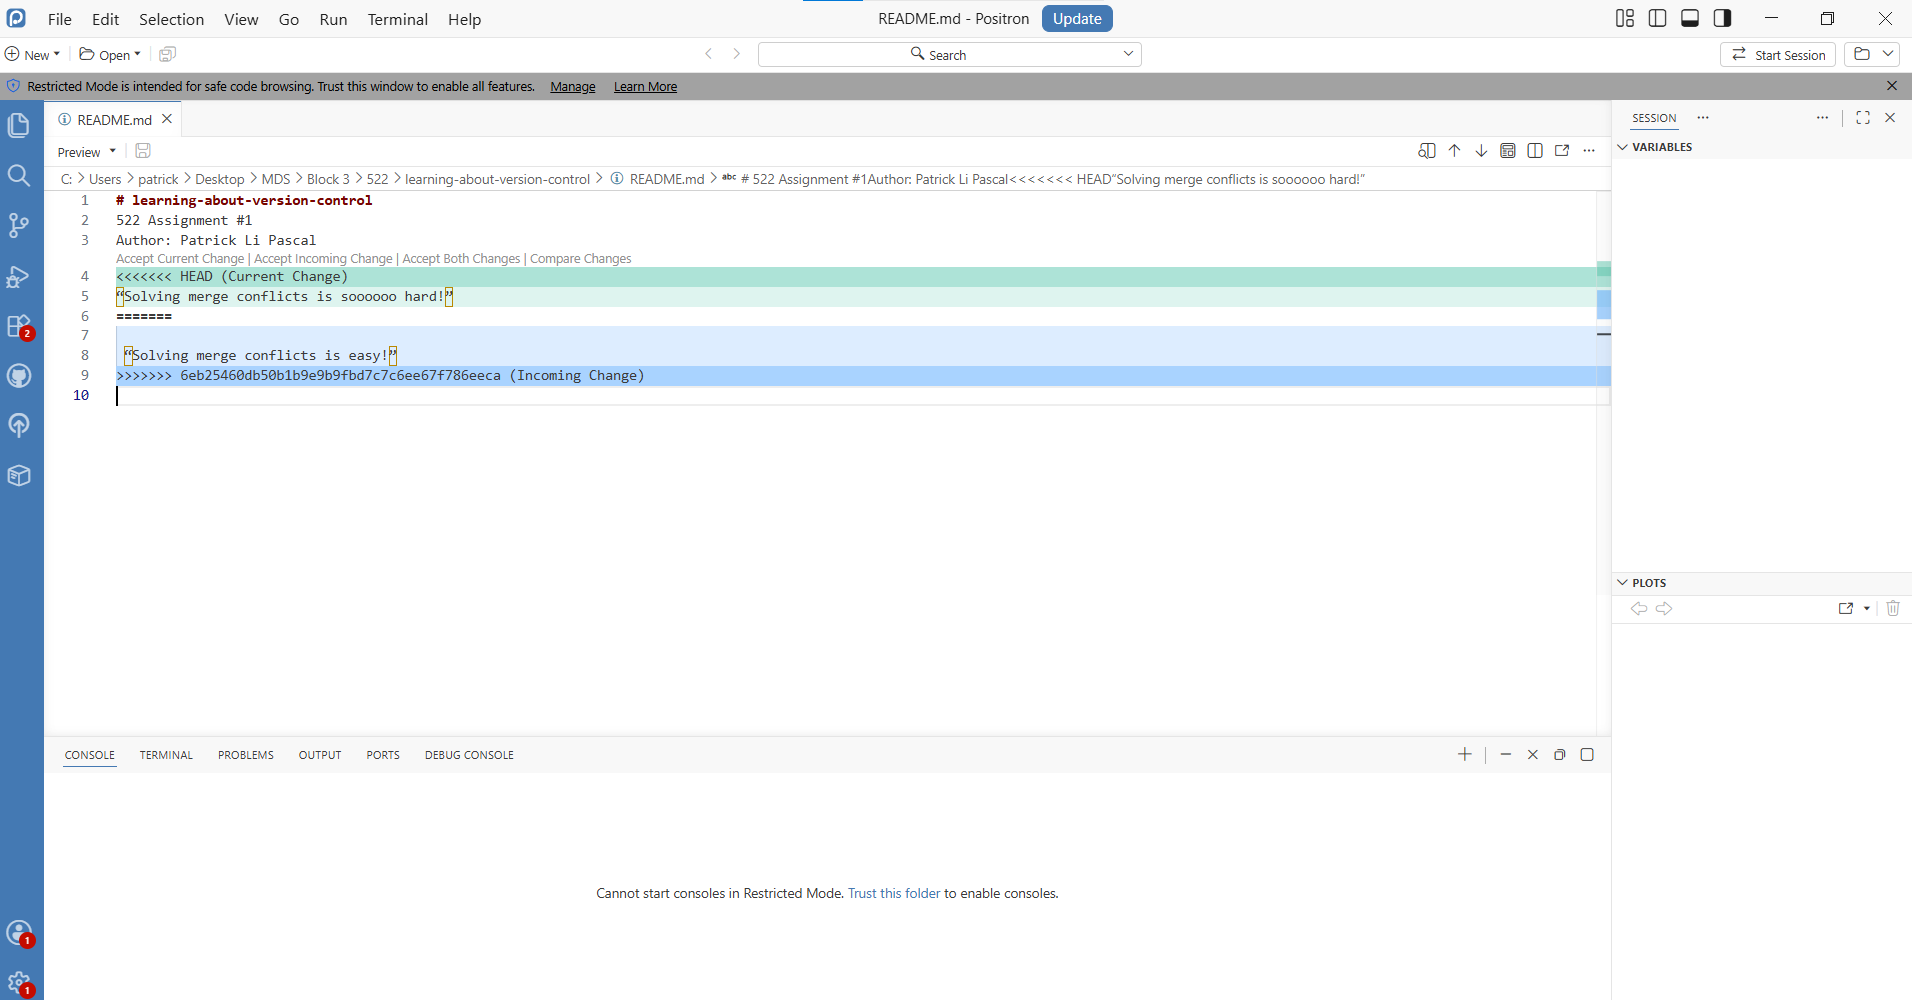 File Edit Selection View Go Run Terminal Help README.md - Positron Update
New Open Search Start Session
Restricted Mode is intended for safe code browsing. Trust this window to enable all features. Manage Learn More
README.md
Preview
C: > Users > patrick > Desktop > MDS > Block 3 > 522 > learning-about-version-control > README.md > abc # 522 Assignment #1Author: Patrick Li Pascal<<<<<<< HEAD“Solving merge conflicts is soooooo hard!”
1 # learning-about-version-control
2 522 Assignment #1
3 Author: Patrick Li Pascal
Accept Current Change | Accept Incoming Change | Accept Both Changes | Compare Changes
4 <<<<<<< HEAD (Current Change)
5 “Solving merge conflicts is soooooo hard!”
6 =======
7
8 “Solving merge conflicts is easy!”
9 >>>>>>> 6eb25460db50b1b9e9b9fbd7c7c6ee67f786eeca (Incoming Change)
10
2
1
1
CONSOLE TERMINAL PROBLEMS OUTPUT PORTS DEBUG CONSOLE
Cannot start consoles in Restricted Mode. Trust this folder to enable consoles.
SESSION
VARIABLES
PLOTS